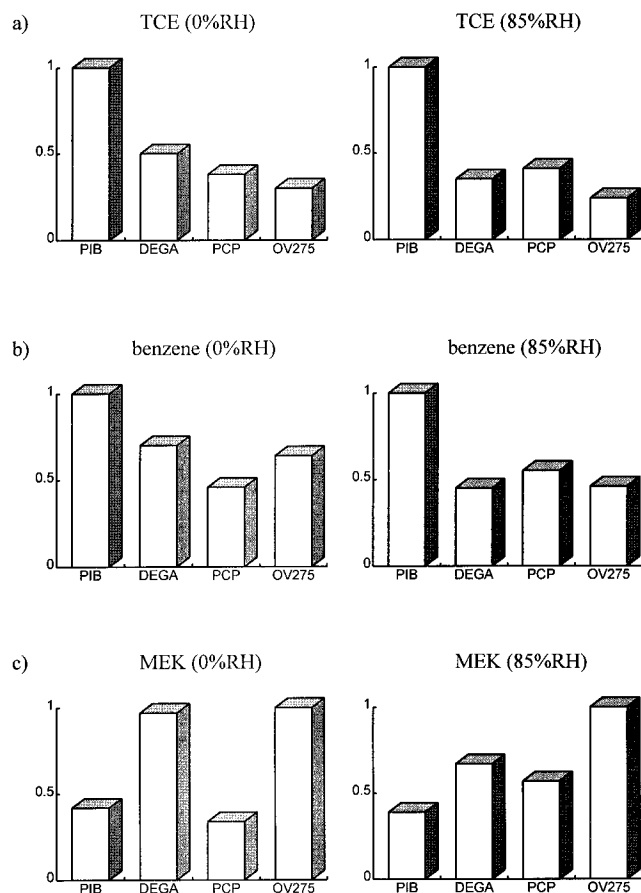 a)
TCE (0%RH)
TCE (85%RH)
1
0.5
0
PIB DEGA PCP OV275
1
0.5
0
PIB DEGA PCP OV275
b)
benzene (0%RH)
benzene (85%RH)
1
0.5
0
PIB DEGA PCP OV275
1
0.5
0
PIB DEGA PCP OV275
c)
MEK (0%RH)
MEK (85%RH)
1
0.5
0
PIB DEGA PCP OV275
1
0.5
0
PIB DEGA PCP OV275